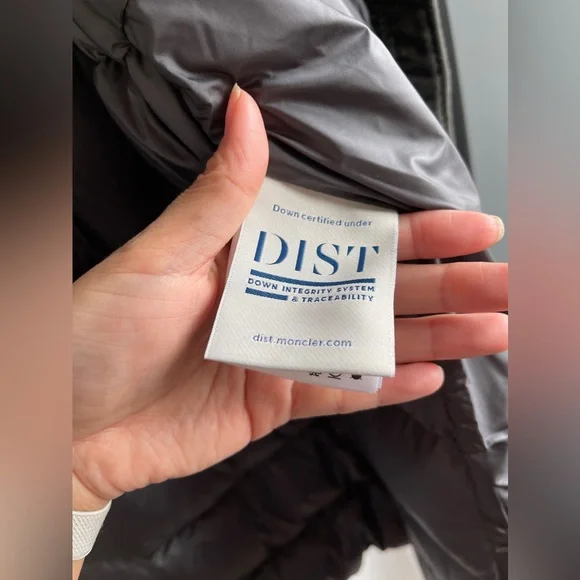 Down certified under
DIST
DOWN INTEGRITY SYSTEM
& TRACEABILITY
dist.moncler.com